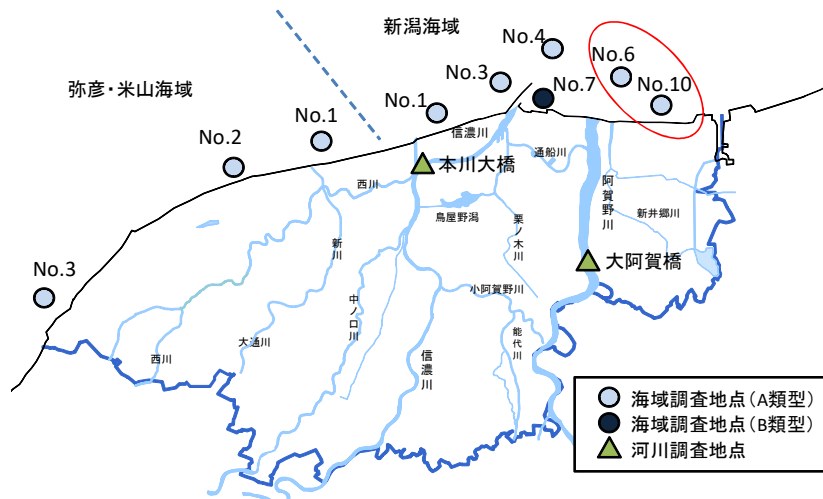 新潟海域
弥彦・米山海域
No.4
No.6
No.3
No.7
No.10
No.1
No.1
No.2
信濃川
通船川
本川大橋
西川
阿賀野川
鳥屋野潟
栗ノ木川
新井郷川
新川
大阿賀橋
No.3
中ノ口川
小阿賀野川
能代川
大通川
西川
信濃川
海域調査地点（A類型）
海域調査地点（B類型）
河川調査地点